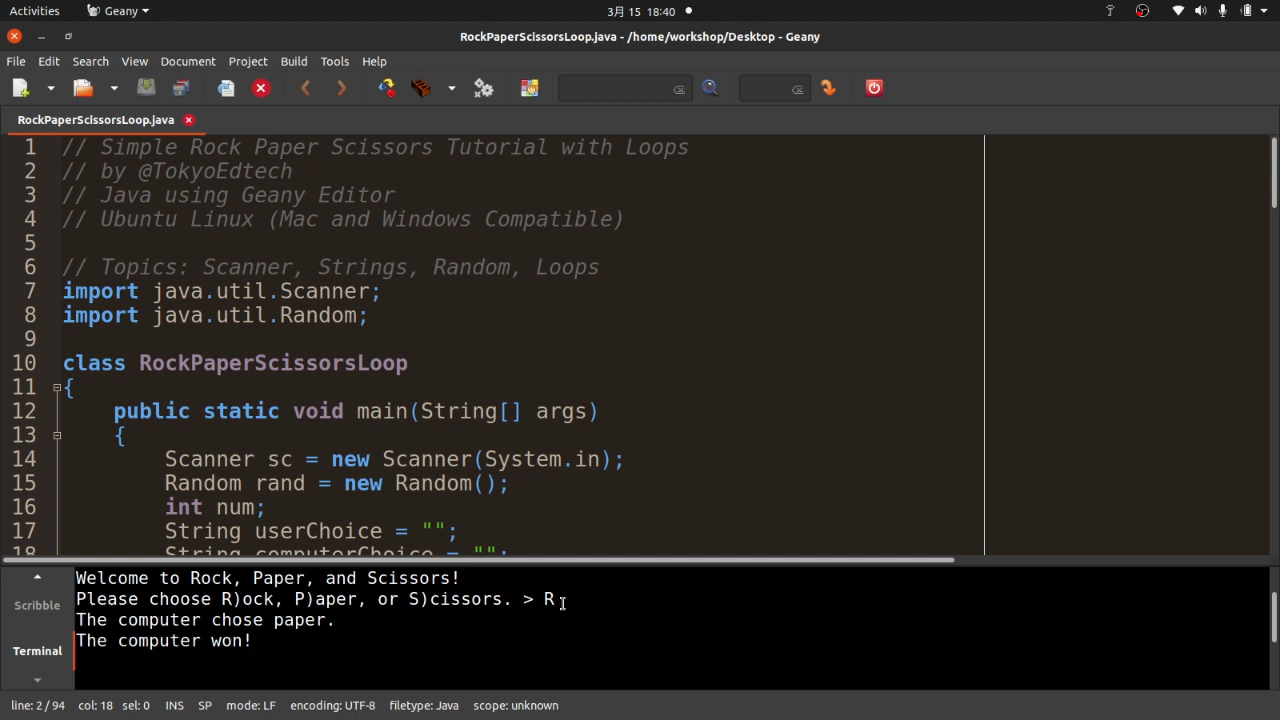 Activities Geany 3月 15 18:40
RockPaperScissorsLoop.java - /home/workshop/Desktop - Geany
File Edit Search View Document Project Build Tools Help
RockPaperScissorsLoop.java
1 // Simple Rock Paper Scissors Tutorial with Loops
2 // by @TokyoEdtech
3 // Java using Geany Editor
4 // Ubuntu Linux (Mac and Windows Compatible)
5
6 // Topics: Scanner, Strings, Random, Loops
7 import java.util.Scanner;
8 import java.util.Random;
9
10 class RockPaperScissorsLoop
11 {
12 public static void main(String[] args)
13 {
14 Scanner sc = new Scanner(System.in);
15 Random rand = new Random();
16 int num;
17 String userChoice = "";
18 String computerChoice = "";
Welcome to Rock, Paper, and Scissors!
Please choose R)ock, P)aper, or S)cissors. > R
The computer chose paper.
The computer won!
Scribble
Terminal
line: 2 / 94 col: 18 sel: 0 INS SP mode: LF encoding: UTF-8 filetype: Java scope: unknown